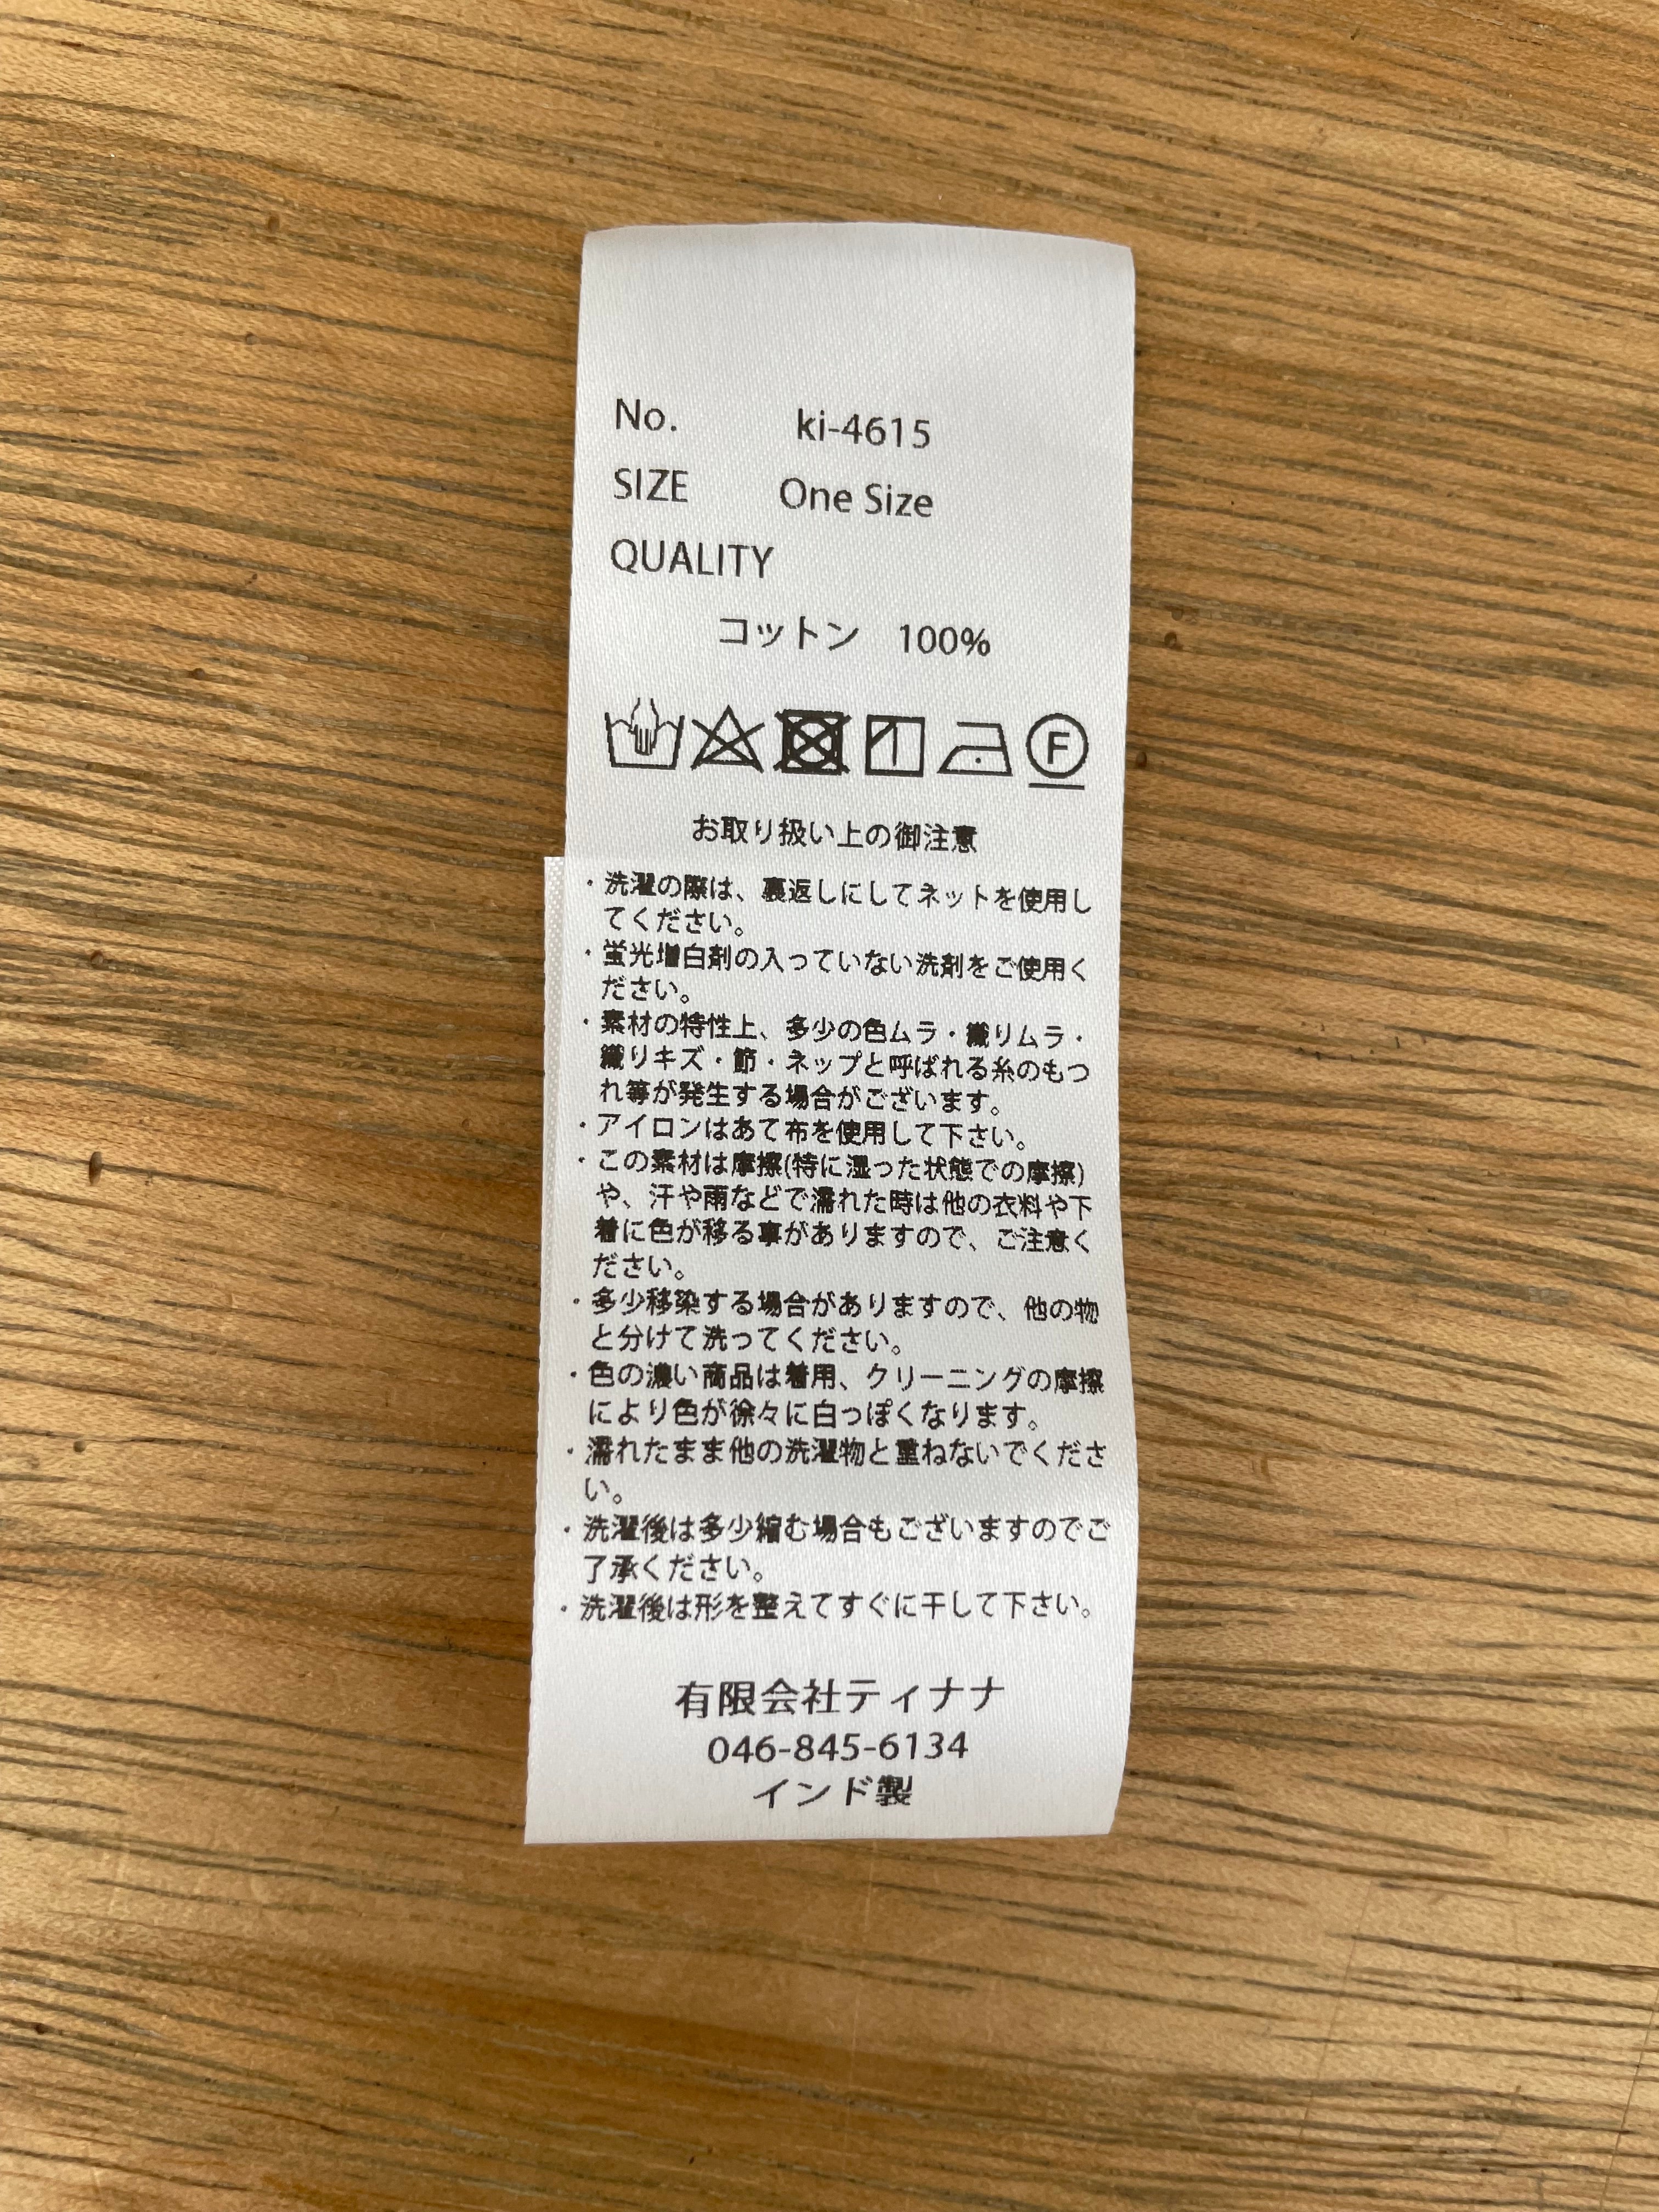 No. ki-4615
SIZE One Size
QUALITY
コットン 100%
F
お取り扱い上の御注意
・洗濯の際は、裏返しにしてネットを使用し
てください。
・蛍光増白剤の入っていない洗剤をご使用く
ださい。
・素材の特性上、多少の色ムラ・織りムラ・
織りキズ・節・ネップと呼ばれる糸のもつ
れ等が発生する場合がございます。
・アイロンはあて布を使用して下さい。
・この素材は摩擦(特に湿った状態での摩擦)
や、汗や雨などで濡れた時は他の衣料や下
着に色が移る事がありますので、ご注意く
ださい。
・多少移染する場合がありますので、他の物
と分けて洗ってください。
・色の濃い商品は着用、クリーニングの摩擦
により色が徐々に白っぽくなります。
・濡れたまま他の洗濯物と重ねないでくださ
い。
・洗濯後は多少縮む場合もございますのでご
了承ください。
・洗濯後は形を整えてすぐに干して下さい。
有限会社ティナナ
046-845-6134
インド製